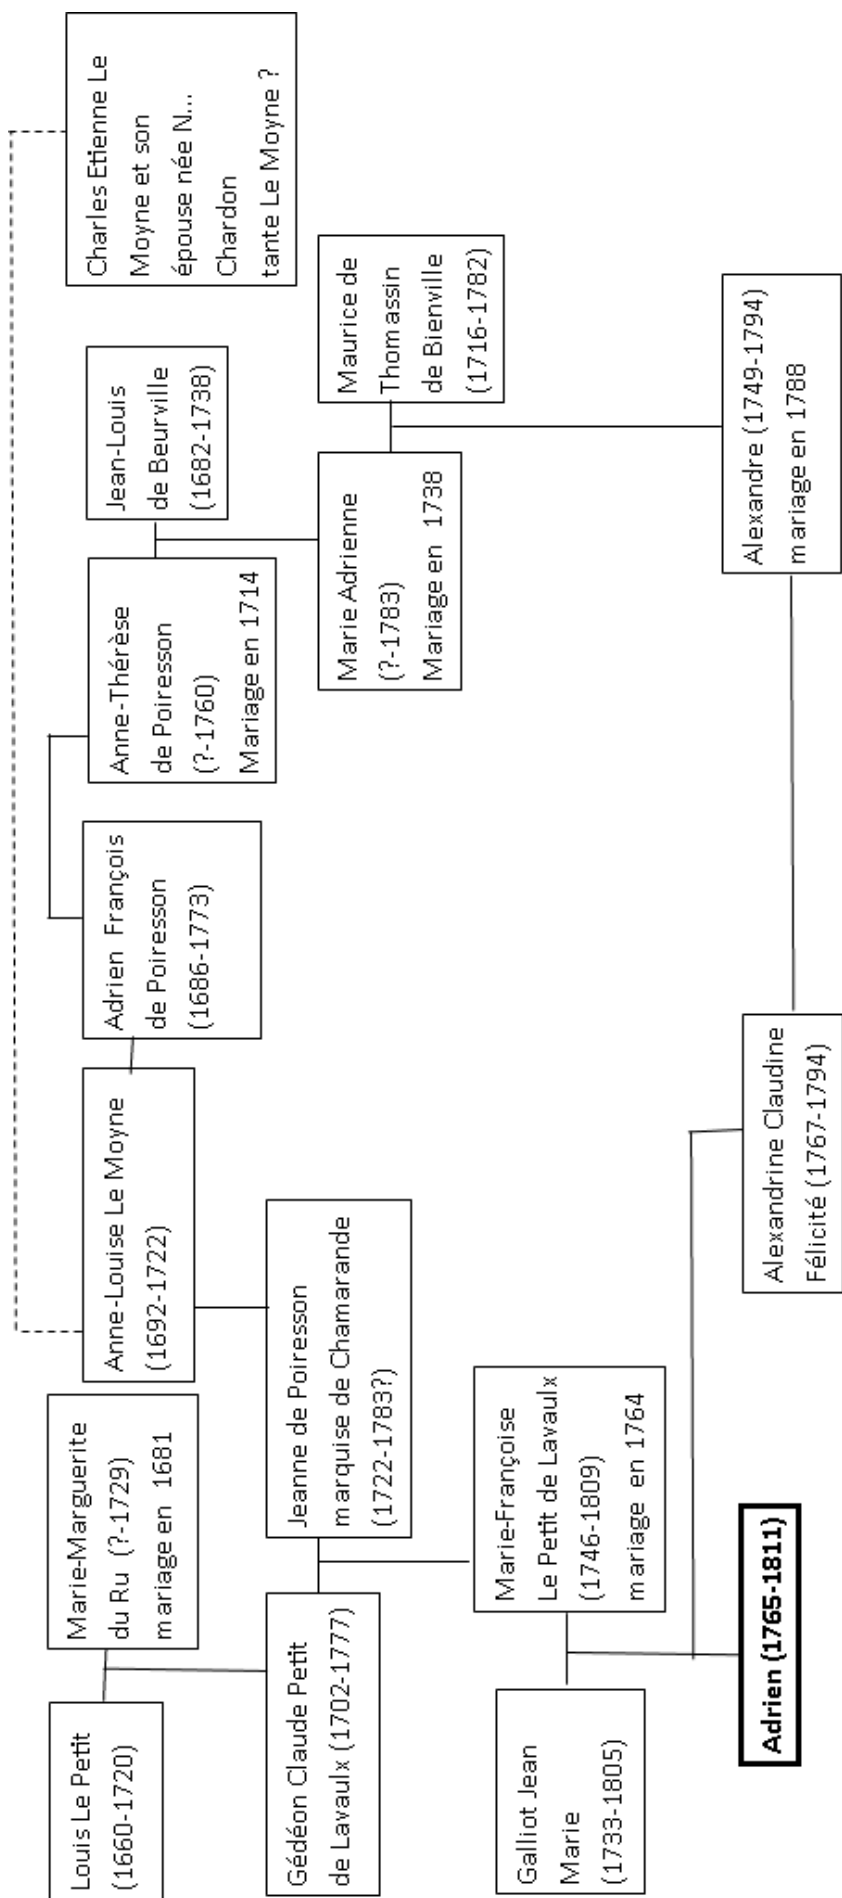 Louis Le Petit
(1660-1720)
Marie-Marguerite
du Ru (?-1729)
mariage en 1681
Anne-Louise Le Moyne
(1692-1722)
Adrien François
de Poiresson
(1686-1773)
Anne-Thérèse
de Poiresson
(?-1760)
Mariage en 1714
Jean-Louis
de Beurville
(1682-1738)
Charles Etienne Le
Moyne et son
épouse née N...
Chardon
tante Le Moyne ?
Gédéon Claude Petit
de Lavaulx (1702-1777)
Jeanne de Poiresson
marquise de Chamarande
(1722-1783?)
Marie Adrienne
(?-1783)
Mariage en 1738
Maurice de
Thomassin
de Bienville
(1716-1782)
Galliot Jean
Marie
(1733-1805)
Marie-Françoise
Le Petit de Lavaulx
(1746-1809)
mariage en 1764
Adrien (1765-1811)
Alexandrine Claudine
Félicité (1767-1794)
Alexandre (1749-1794)
mariage en 1788